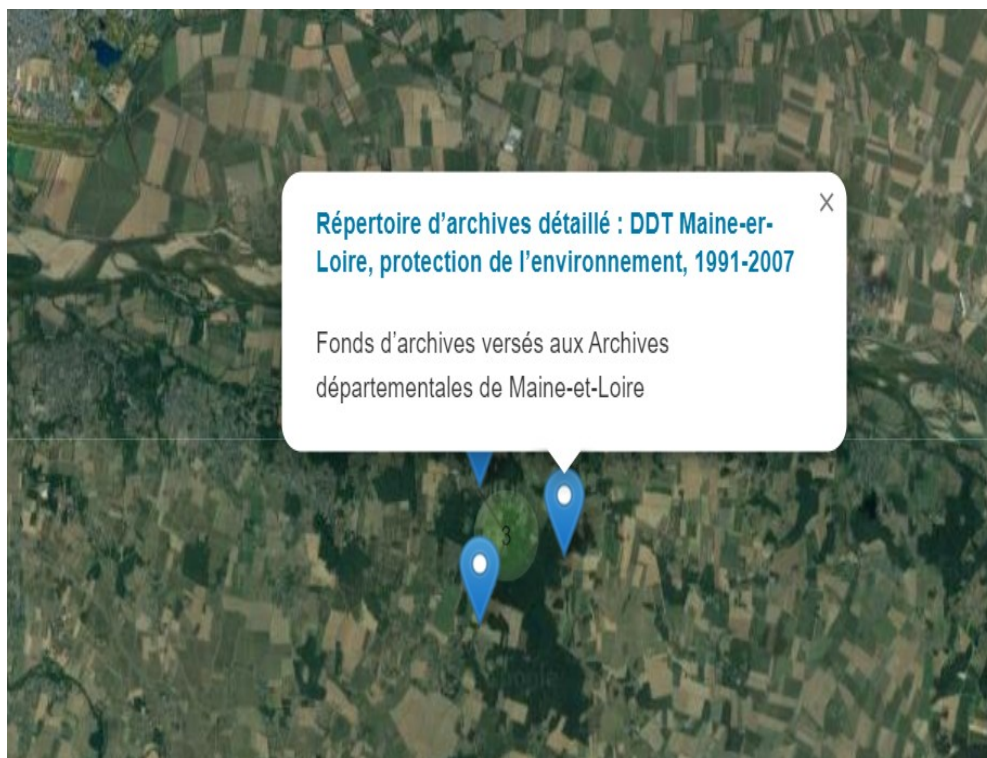 Répertoire d'archives détaillé : DDT Maine-er-
Loire, protection de l'environnement, 1991-2007
X
Fonds d'archives versés aux Archives
départementales de Maine-et-Loire
3